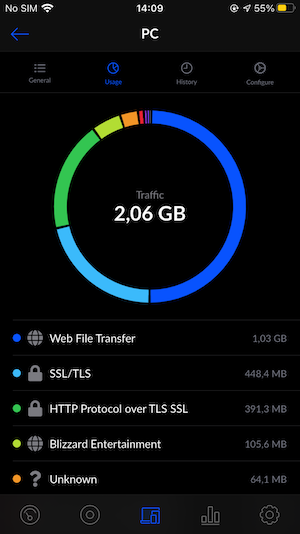 No SIM 14:09 55%
PC
General Usage History Configure
Traffic
2,06 GB
Web File Transfer 1,03 GB
SSL/TLS 448,4 MB
HTTP Protocol over TLS SSL 391,3 MB
Blizzard Entertainment 105,6 MB
Unknown 64,1 MB